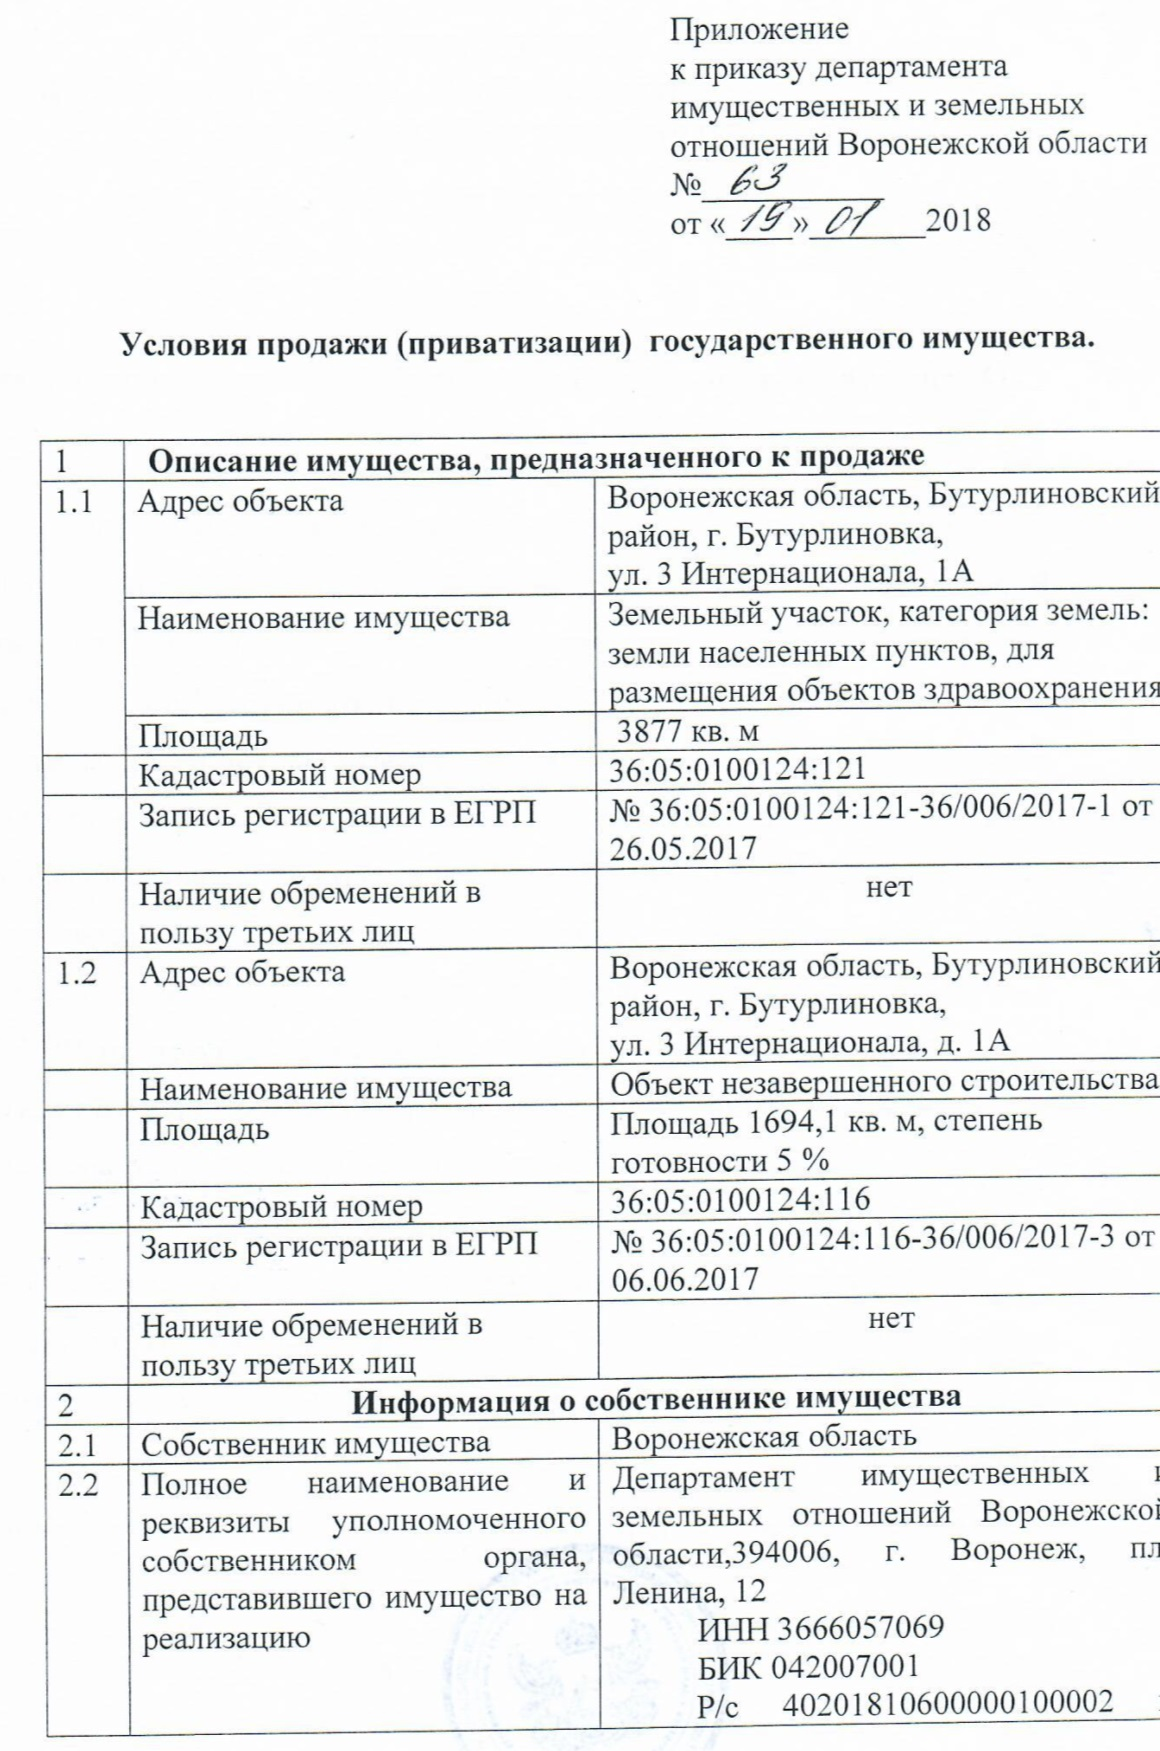 Приложение
к приказу департамента
имущественных и земельных
отношений Воронежской области
№ 63
от « 19 » 01 2018
Условия продажи (приватизации) государственного имущества.
1 Описание имущества, предназначенного к продаже
1.1 Адрес объекта Воронежская область, Бутурлиновский
район, г. Бутурлиновка,
ул. 3 Интернационала, 1А
Наименование имущества Земельный участок, категория земель:
земли населенных пунктов, для
размещения объектов здравоохранения
Площадь 3877 кв. м
Кадастровый номер 36:05:0100124:121
Запись регистрации в ЕГРП № 36:05:0100124:121-36/006/2017-1 от
26.05.2017
Наличие обременений в нет
пользу третьих лиц
1.2 Адрес объекта Воронежская область, Бутурлиновский
район, г. Бутурлиновка,
ул. 3 Интернационала, д. 1А
Наименование имущества Объект незавершенного строительства
Площадь Площадь 1694,1 кв. м, степень
готовности 5 %
Кадастровый номер 36:05:0100124:116
Запись регистрации в ЕГРП № 36:05:0100124:116-36/006/2017-3 от
06.06.2017
Наличие обременений в нет
пользу третьих лиц
2 Информация о собственнике имущества
2.1 Собственник имущества Воронежская область
2.2 Полное наименование и Департамент имущественных
реквизиты уполномоченного земельных отношений Воронежской
собственником органа, области,394006, г. Воронеж, пл
представившего имущество на Ленина, 12
реализацию ИНН 3666057069
БИК 042007001
Р/с 40201810600000100002